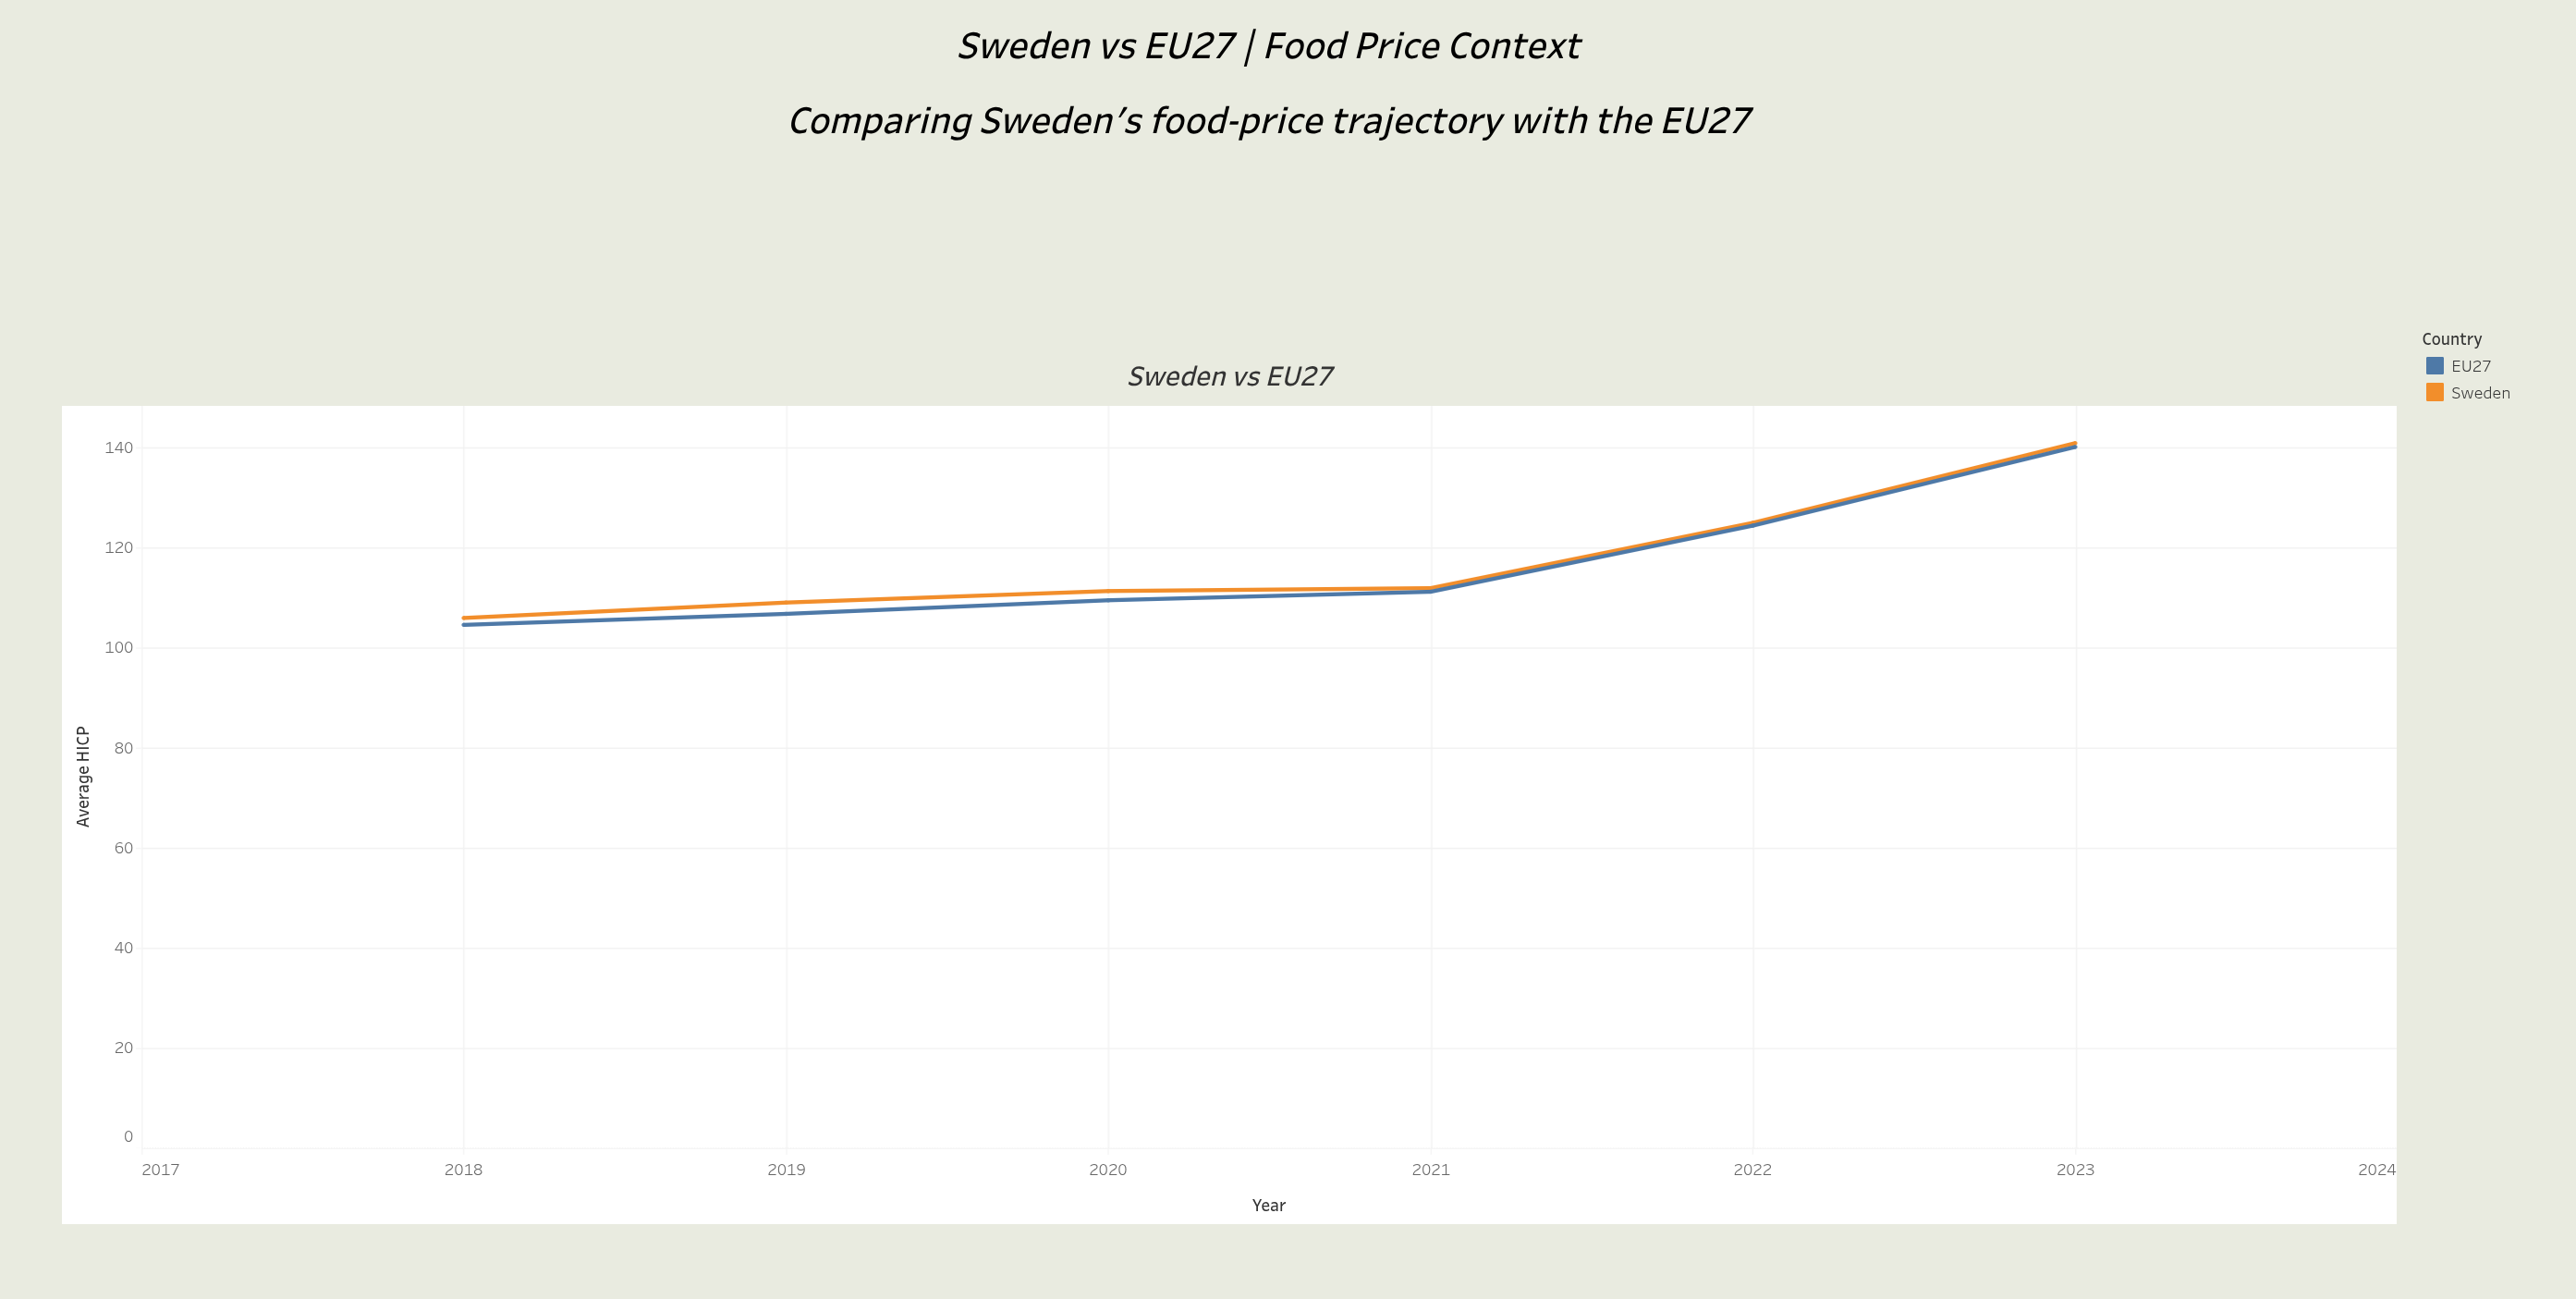 Sweden vs EU27 | Food Price Context
Comparing Sweden’s food-price trajectory with the EU27
Country
EU27
Sweden
Sweden vs EU27
140
120
100
80
60
40
20
0
Average HICP
2017 2018 2019 2020 2021 2022 2023 2024
Year